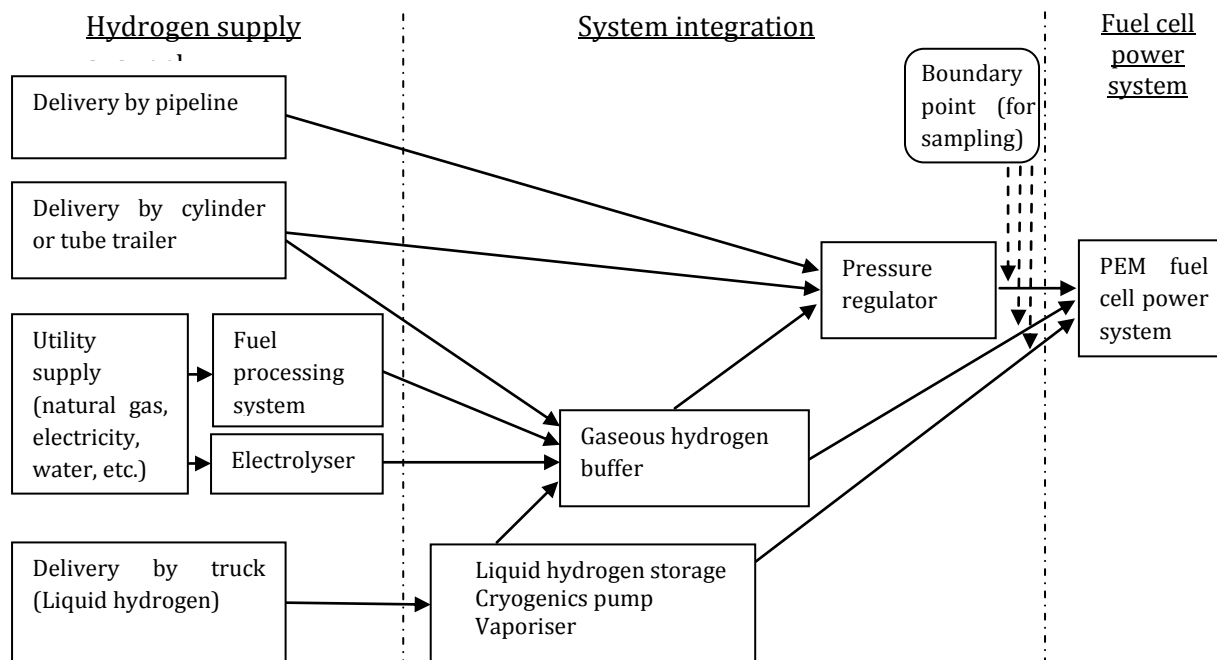 Hydrogen supply
System integration
Fuel cell
power
system
Boundary
point (for
sampling)
Delivery by pipeline
Delivery by cylinder
or tube trailer
Pressure
regulator
PEM fuel
cell power
system
Utility
supply
(natural gas,
electricity,
water, etc.)
Fuel
processing
system
Electrolyser
Gaseous hydrogen
buffer
Delivery by truck
(Liquid hydrogen)
Liquid hydrogen storage
Cryogenics pump
Vaporiser